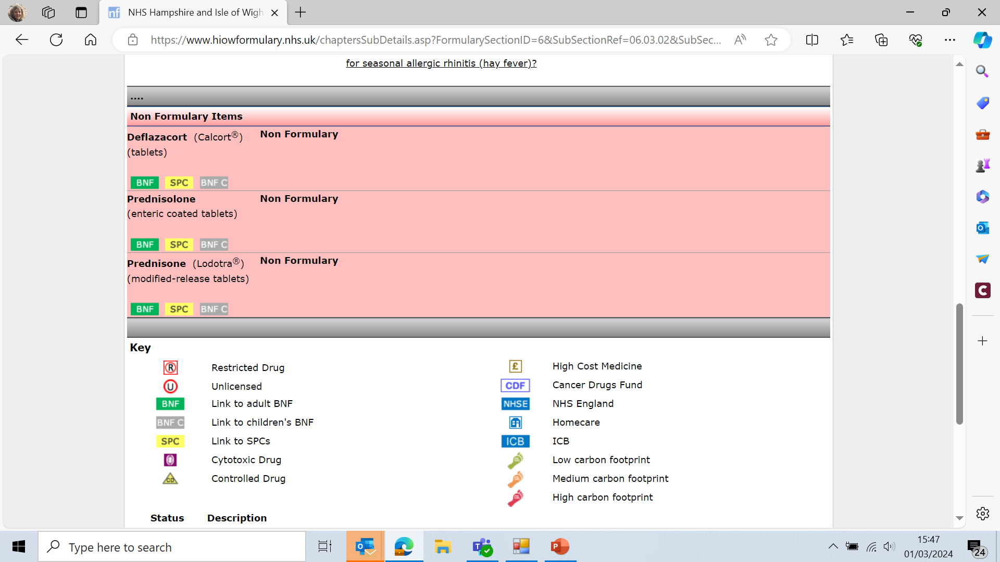 NHS Hampshire and Isle of Wigh
https://www.hiowformulary.nhs.uk/chaptersSubDetails.asp?FormularySectionID=6&SubSectionRef=06.03.02&SubSec...
for seasonal allergic rhinitis (hay fever)?
....
Non Formulary Items
Deflazacort (Calcort®) Non Formulary
(tablets)
BNF SPC BNF C
Prednisolone Non Formulary
(enteric coated tablets)
BNF SPC BNF C
Prednisone (Lodotra®) Non Formulary
(modified-release tablets)
BNF SPC BNF C
Key
R Restricted Drug £ High Cost Medicine
U Unlicensed CDF Cancer Drugs Fund
BNF Link to adult BNF NHSE NHS England
BNF C Link to children's BNF Homecare
SPC Link to SPCs ICB ICB
Cytotoxic Drug Low carbon footprint
CD Controlled Drug Medium carbon footprint
High carbon footprint
Status Description
Type here to search
15:47
01/03/2024
24